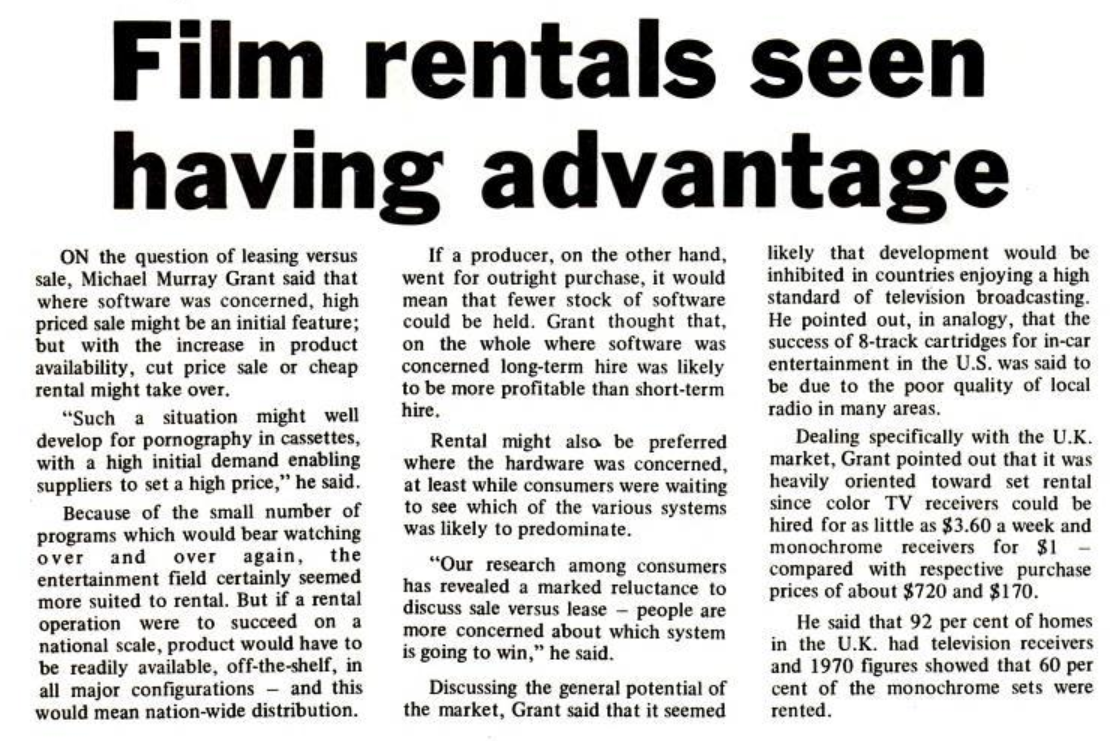 Film rentals seen
having advantage
ON the question of leasing versus
sale, Michael Murray Grant said that
where software was concerned, high
priced sale might be an initial feature;
but with the increase in product
availability, cut price sale or cheap
rental might take over.
“Such a situation might well
develop for pornography in cassettes,
with a high initial demand enabling
suppliers to set a high price,” he said.
Because of the small number of
programs which would bear watching
over and over again, the
entertainment field certainly seemed
more suited to rental. But if a rental
operation were to succeed on a
national scale, product would have to
be readily available, off-the-shelf, in
all major configurations – and this
would mean nation-wide distribution.
If a producer, on the other hand,
went for outright purchase, it would
mean that fewer stock of software
could be held. Grant thought that,
on the whole where software was
concerned long-term hire was likely
to be more profitable than short-term
hire.
Rental might also be preferred
where the hardware was concerned,
at least while consumers were waiting
to see which of the various systems
was likely to predominate.
“Our research among consumers
has revealed a marked reluctance to
discuss sale versus lease – people are
more concerned about which system
is going to win,” he said.
Discussing the general potential of
the market, Grant said that it seemed
likely that development would be
inhibited in countries enjoying a high
standard of television broadcasting.
He pointed out, in analogy, that the
success of 8-track cartridges for in-car
entertainment in the U.S. was said to
be due to the poor quality of local
radio in many areas.
Dealing specifically with the U.K.
market, Grant pointed out that it was
heavily oriented toward set rental
since color TV receivers could be
hired for as little as $3.60 a week and
monochrome receivers for $1 –
compared with respective purchase
prices of about $720 and $170.
He said that 92 per cent of homes
in the U.K. had television receivers
and 1970 figures showed that 60 per
cent of the monochrome sets were
rented.